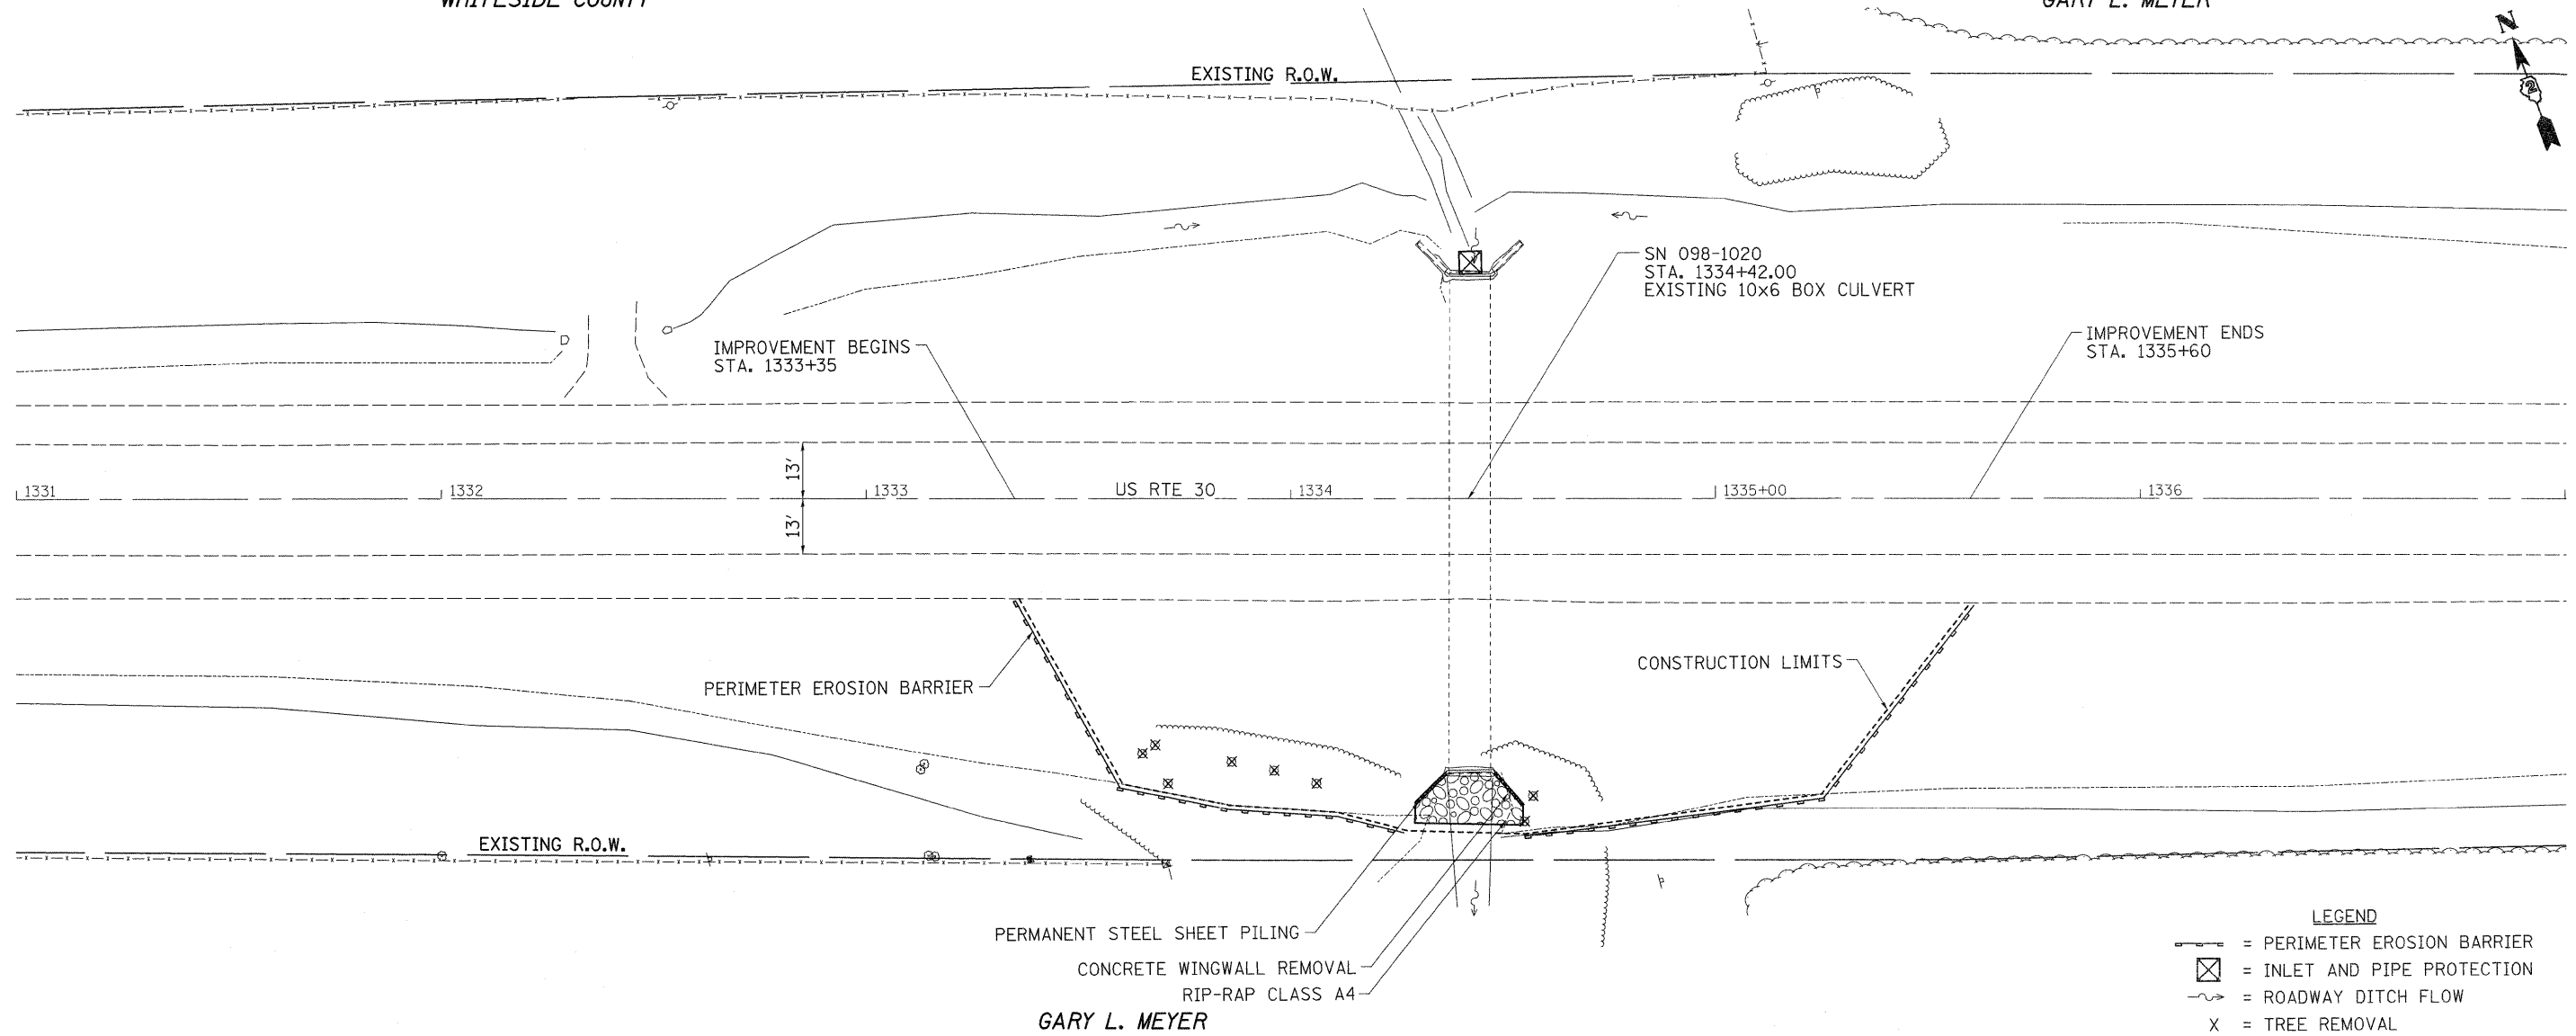 WHITESIDE COUNTY
GARY L. MEYER
N
2
EXISTING R.O.W.
SN 098-1020
STA. 1334+42.00
EXISTING 10x6 BOX CULVERT
IMPROVEMENT BEGINS
STA. 1333+35
IMPROVEMENT ENDS
STA. 1335+60
13'
1331
1332
1333
US RTE 30
1334
1335+00
1336
13'
PERIMETER EROSION BARRIER
CONSTRUCTION LIMITS
EXISTING R.O.W.
PERMANENT STEEL SHEET PILING
CONCRETE WINGWALL REMOVAL
RIP-RAP CLASS A4
GARY L. MEYER
LEGEND
= PERIMETER EROSION BARRIER
= INLET AND PIPE PROTECTION
= ROADWAY DITCH FLOW
X = TREE REMOVAL